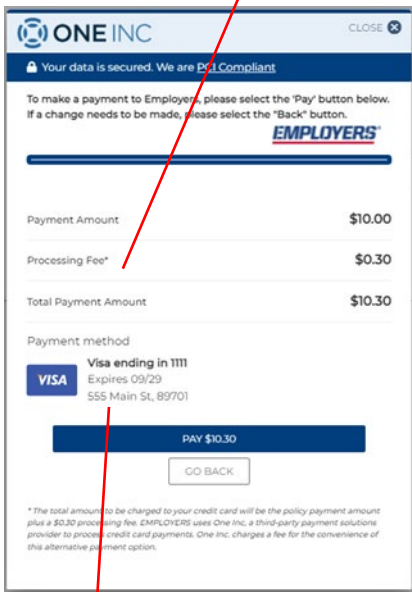 ONE INC
CLOSE
Your data is secured. We are PCI Compliant
To make a payment to Employers, please select the 'Pay' button below.
If a change needs to be made, please select the "Back" button.
EMPLOYERS®
Payment Amount $10.00
Processing Fee* $0.30
Total Payment Amount $10.30
Payment method
Visa ending in 1111
VISA Expires 09/29
555 Main St, 89701
PAY $10.30
GO BACK
* The total amount to be charged to your credit card will be the policy payment amount
plus a $0.30 processing fee. EMPLOYERS uses One Inc, a third-party payment solutions
provider to process credit card payments. One Inc. charges a fee for the convenience of
this alternative payment option.